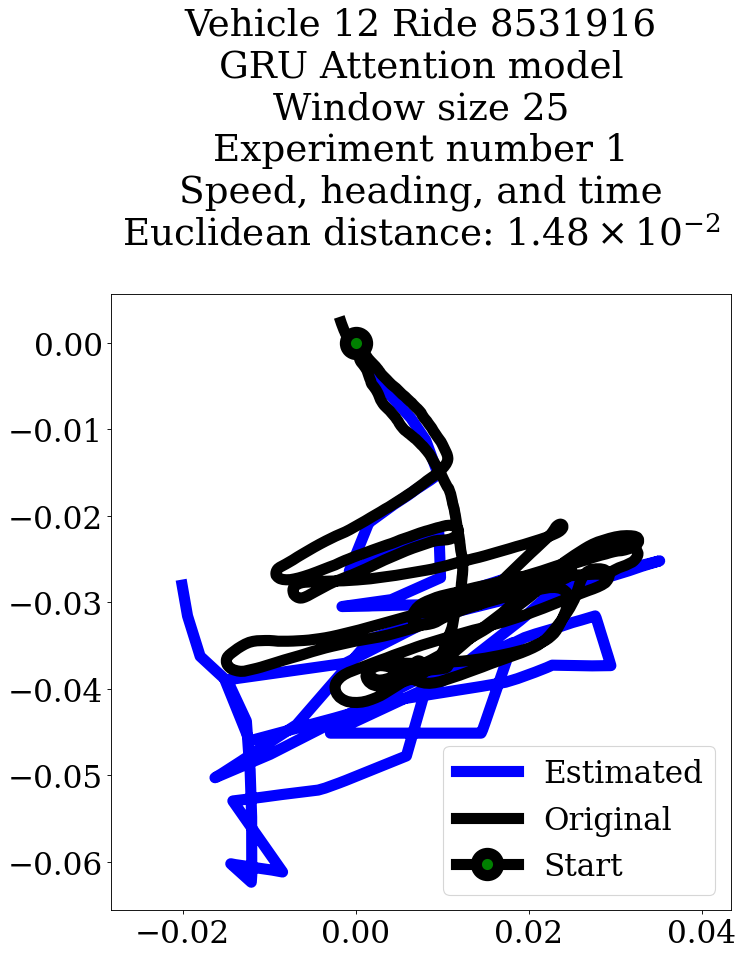 Vehicle 12 Ride 8531916
GRU Attention model
Window size 25
Experiment number 1
Speed, heading, and time
Euclidean distance: 1.48 × 10⁻²
0.00
−0.01
−0.02
−0.03
−0.04
−0.05
−0.06
Estimated
Original
Start
−0.02 0.00 0.02 0.04